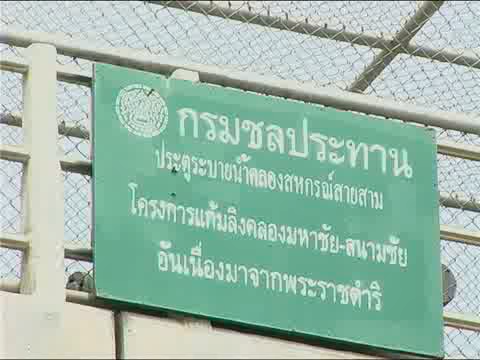 กรมชลประทาน
ประตูระบายน้ำคลองสหกรณ์สายสาม
โครงการแก้มลิงคลองมหาชัย-สนามชัย
อันเนื่องมาจากพระราชดำริ